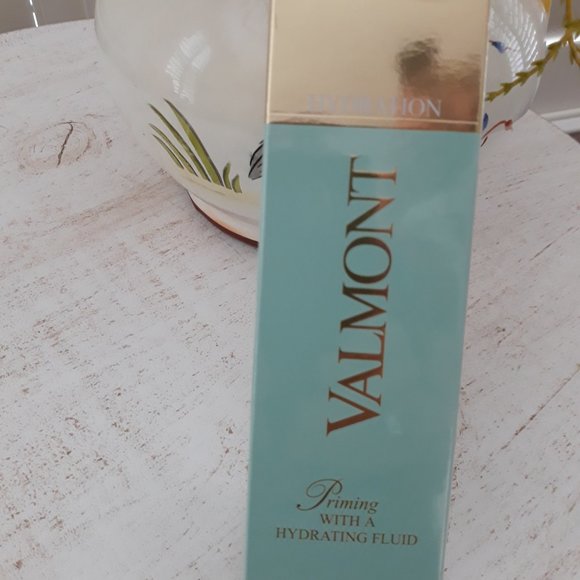 HYDRATION
VALMONT
Priming
WITH A
HYDRATING FLUID